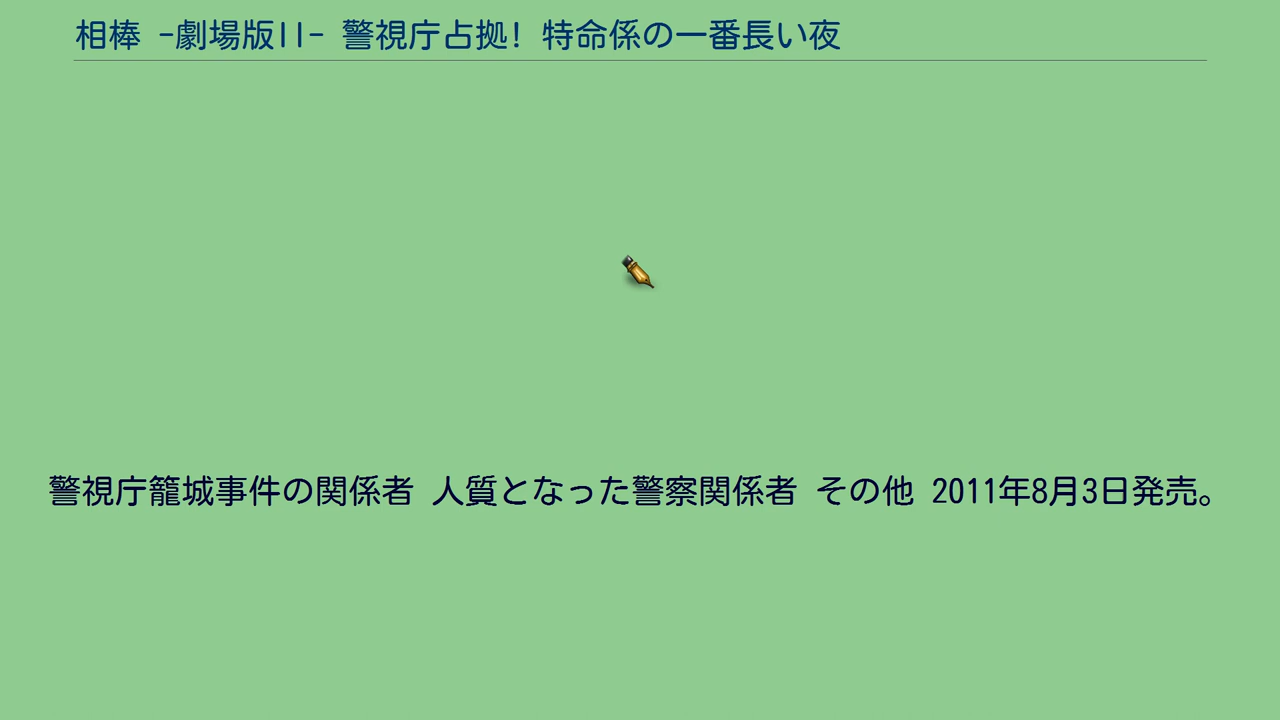 相棒 -劇場版II- 警視庁占拠! 特命係の一番長い夜
警視庁籠城事件の関係者 人質となった警察関係者 その他 2011年8月3日発売。